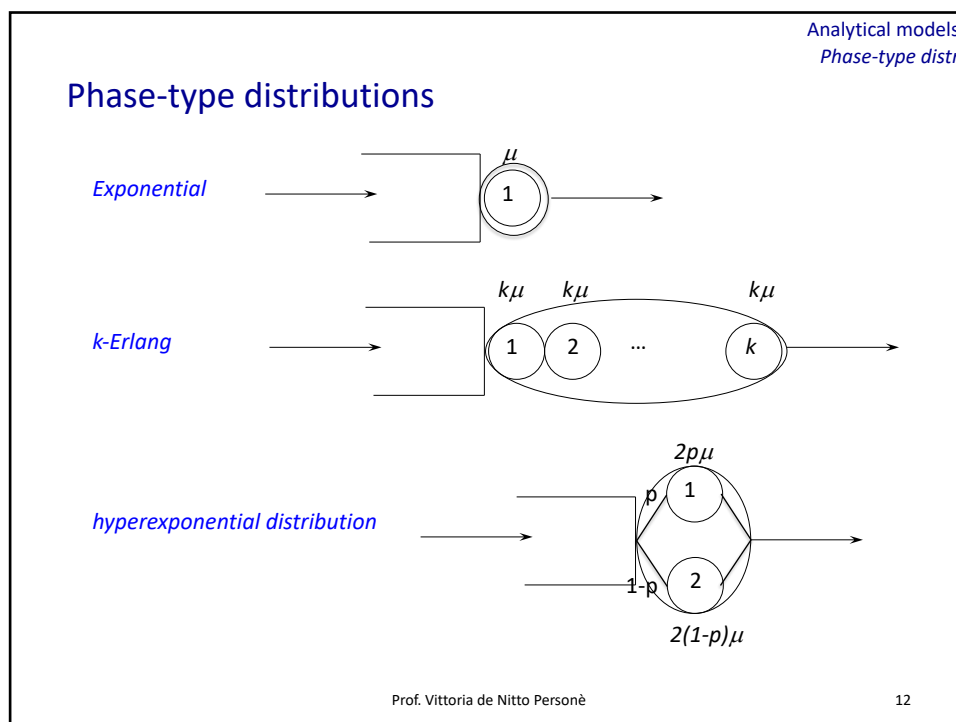 Analytical models
Phase-type distr
Phase-type distributions
μ
Exponential
1
kμ kμ kμ
k-Erlang
1 2 ... k
2pμ
p 1
hyperexponential distribution
1-p 2
2(1-p)μ
Prof. Vittoria de Nitto Personè 12